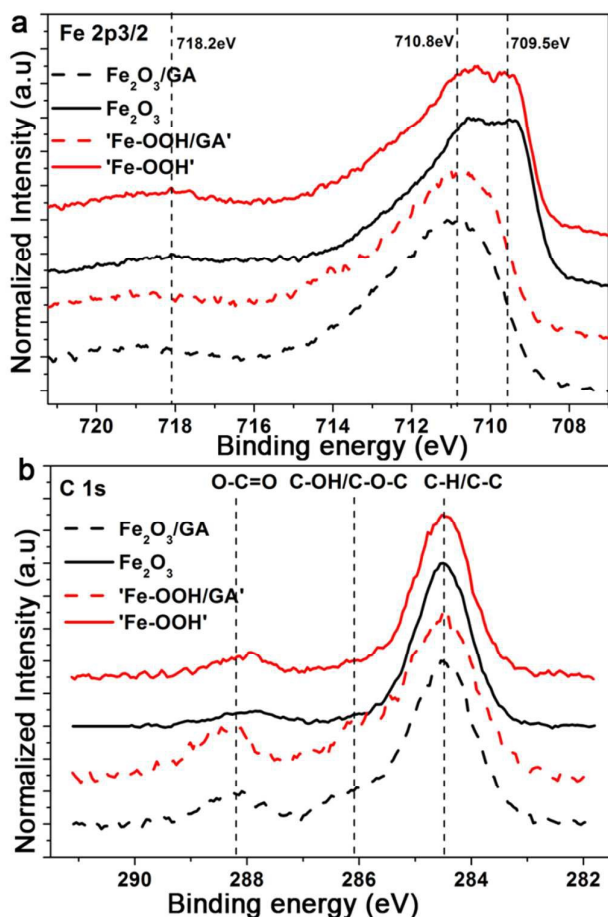 a
Fe 2p3/2
718.2eV
710.8eV
709.5eV
Fe₂O₃/GA
Fe₂O₃
'Fe-OOH/GA'
'Fe-OOH'
Normalized Intensity (a.u)
720 718 716 714 712 710 708
Binding energy (eV)
b
C 1s
O-C=O C-OH/C-O-C C-H/C-C
Fe₂O₃/GA
Fe₂O₃
'Fe-OOH/GA'
'Fe-OOH'
Normalized Intensity (a.u)
290 288 286 284 282
Binding energy (eV)